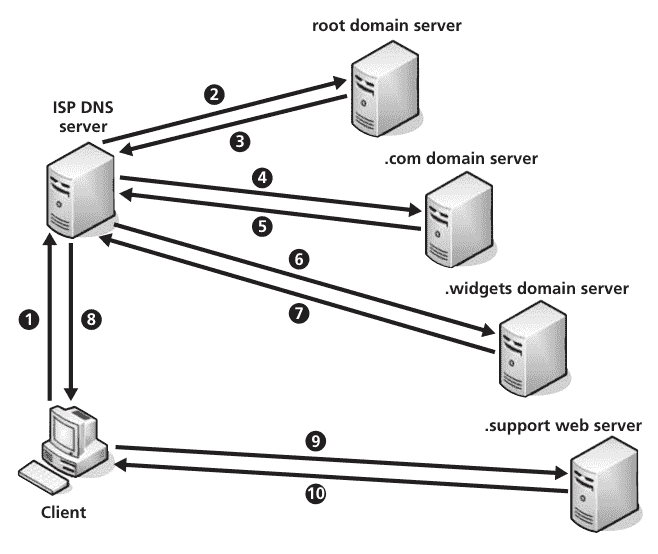 root domain server
ISP DNS
server
2
3
.com domain server
4
5
6
.widgets domain server
7
1
8
.support web server
9
10
Client